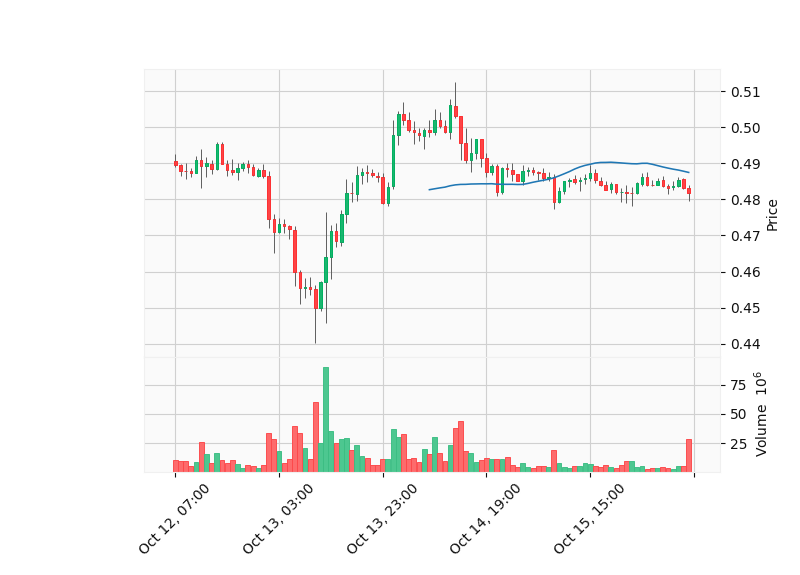 0.51
0.50
0.49
0.48
0.47
0.46
0.45
0.44
Price
75
50
25
Volume 10⁶
Oct 12, 07:00
Oct 13, 03:00
Oct 13, 23:00
Oct 14, 19:00
Oct 15, 15:00